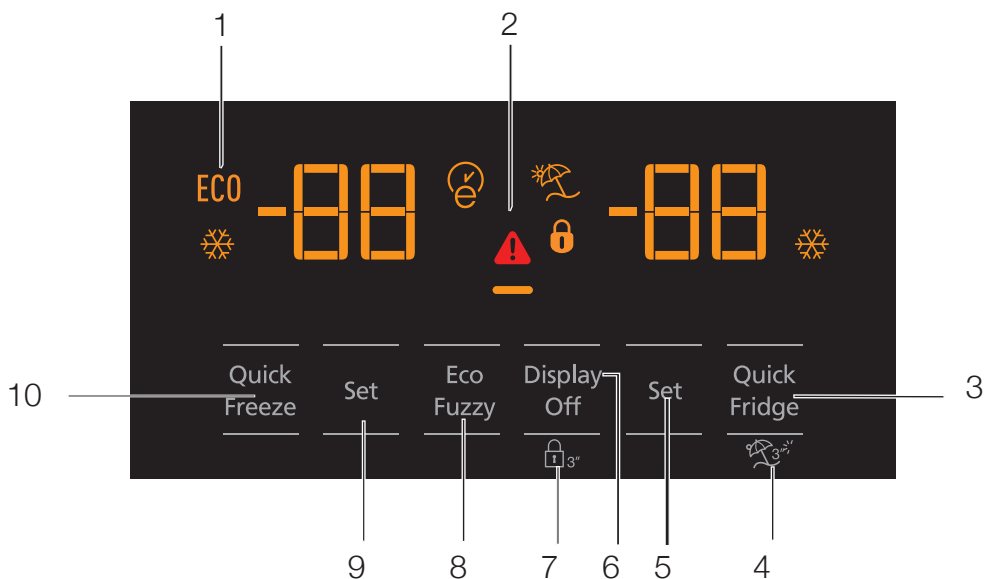 1
2
ECO
-88
e
-88
Quick
Freeze
Set
Eco
Fuzzy
Display
Off
Set
Quick
Fridge
10
3
3"
3"
9
8
7
6
5
4